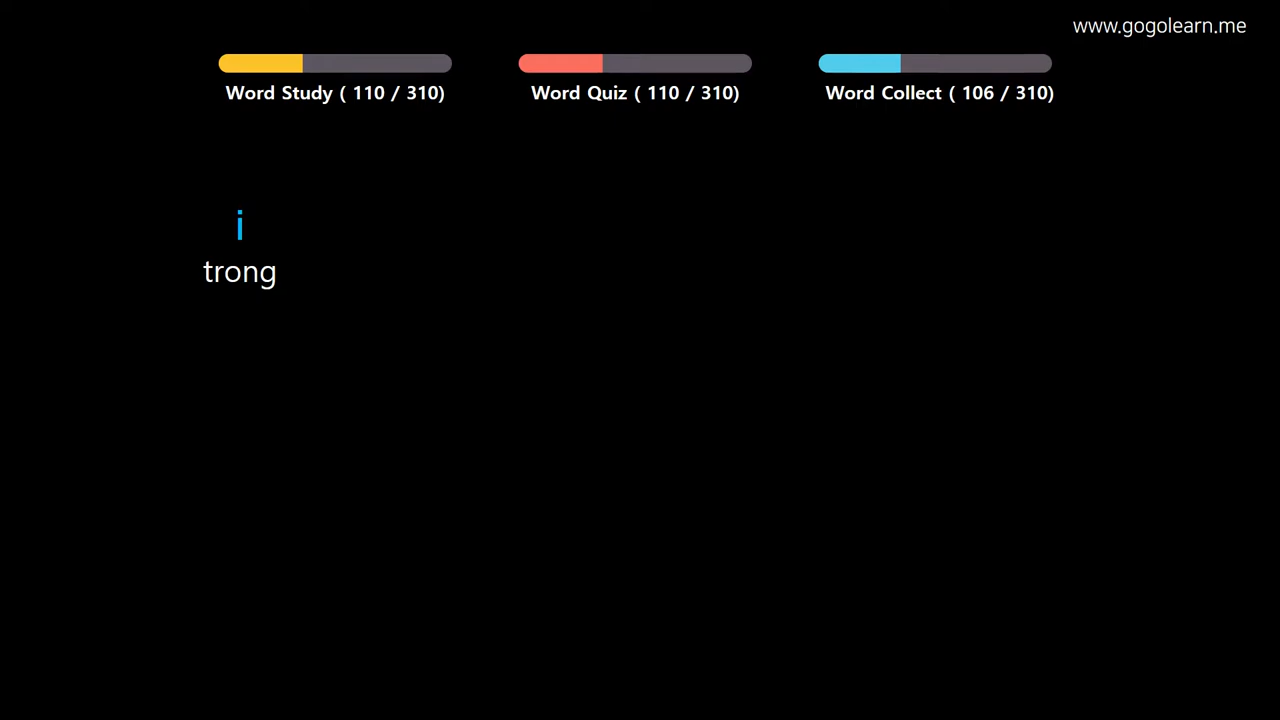 www.gogolearn.me
Word Study ( 110 / 310)
Word Quiz ( 110 / 310)
Word Collect ( 106 / 310)
i
trong